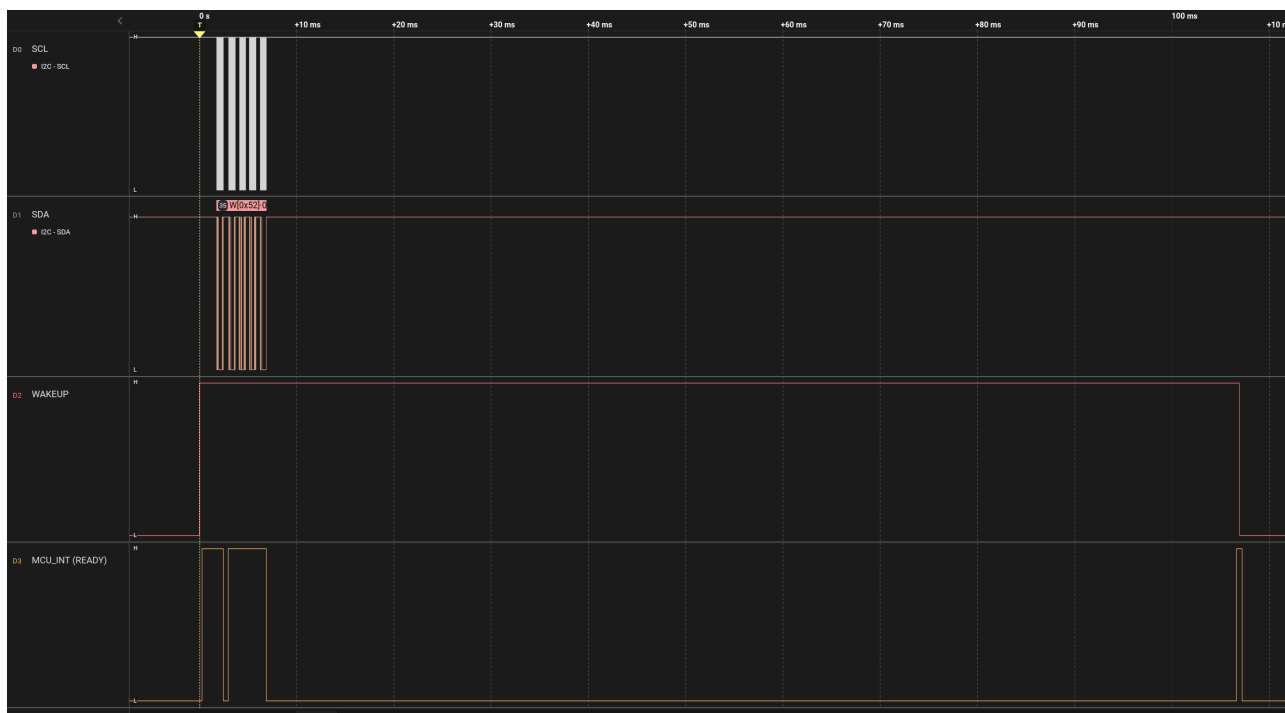 0 s
T
+10 ms
+20 ms
+30 ms
+40 ms
+50 ms
+60 ms
+70 ms
+80 ms
+90 ms
100 ms
+10 m
D0 SCL
I2C - SCL
H
L
D1 SDA
I2C - SDA
H
W[0x52]
L
D2 WAKEUP
H
L
D3 MCU_INT (READY)
H
L